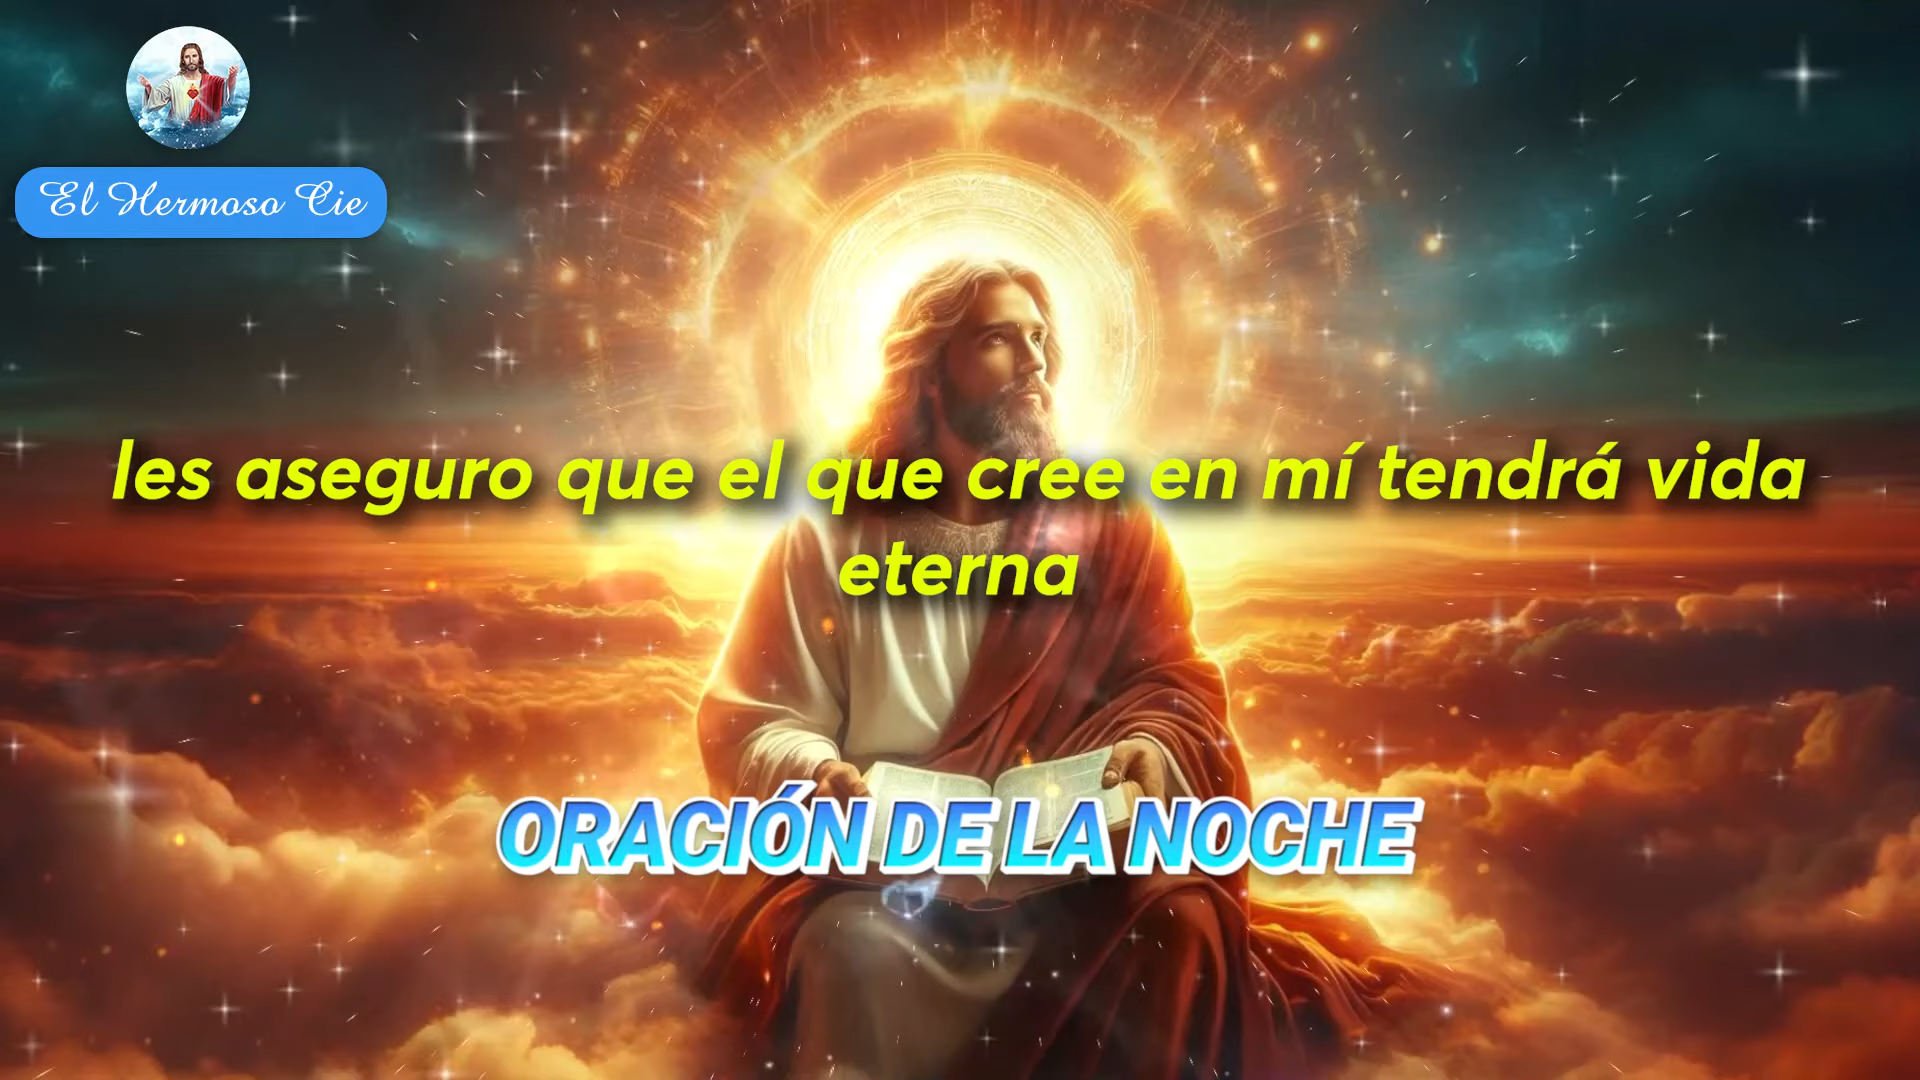 El Hermoso Cie
les aseguro que el que cree en mí tendrá vida
eterna
ORACIÓN DE LA NOCHE